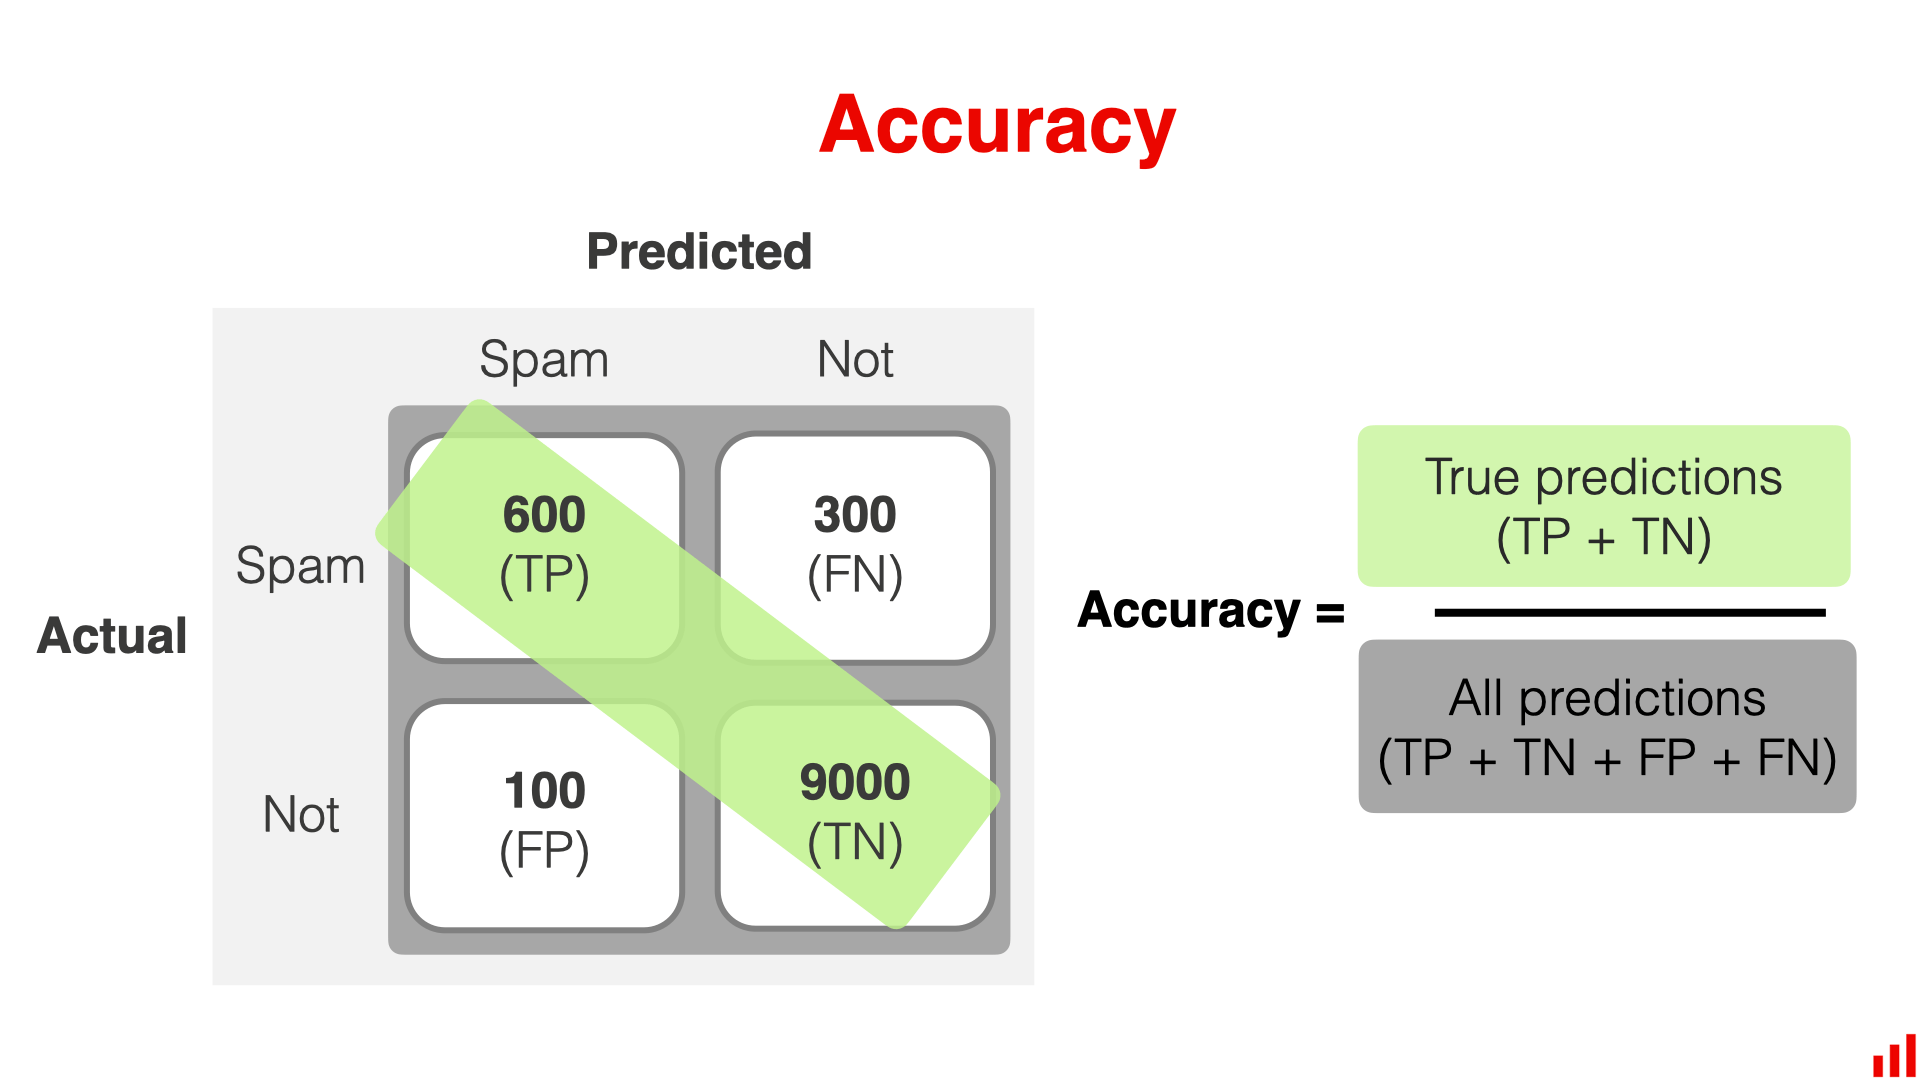 Accuracy
Predicted
Spam
Not
Actual
Spam
600
(TP)
300
(FN)
Not
100
(FP)
9000
(TN)
Accuracy =
True predictions
(TP + TN)
All predictions
(TP + TN + FP + FN)